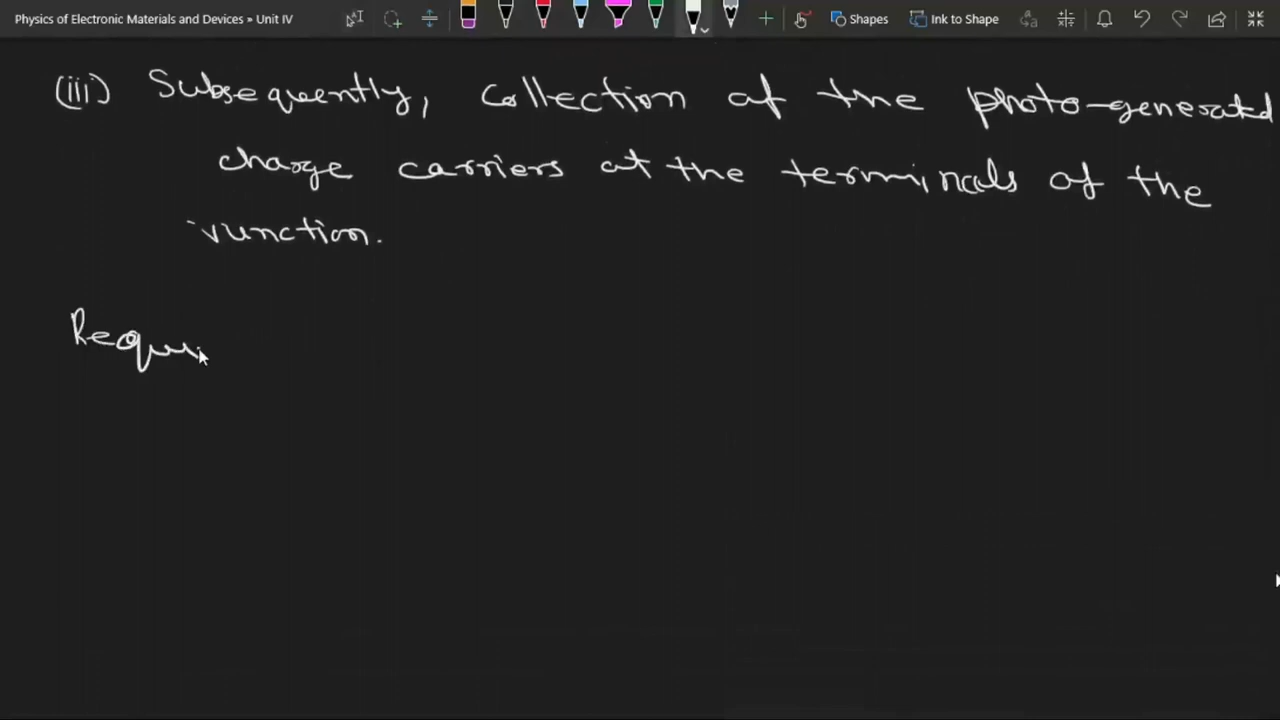 Physics of Electronic Materials and Devices » Unit IV
Shapes
Ink to Shape
(iii) Subsequently, collection of the photo-generated
charge carriers at the terminals of the
junction.
Requi